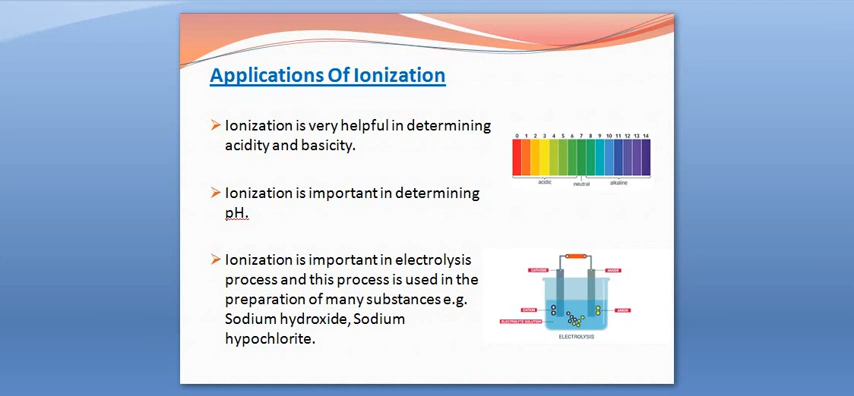 Applications Of Ionization
Ionization is very helpful in determining
acidity and basicity.
0 1 2 3 4 5 6 7 8 9 10 11 12 13 14
acidic neutral alkaline
Ionization is important in determining
pH.
Ionization is important in electrolysis
process and this process is used in the
preparation of many substances e.g.
Sodium hydroxide, Sodium
hypochlorite.
CATHODE
ELECTROLYTE SOLUTION
ELECTROLYSIS